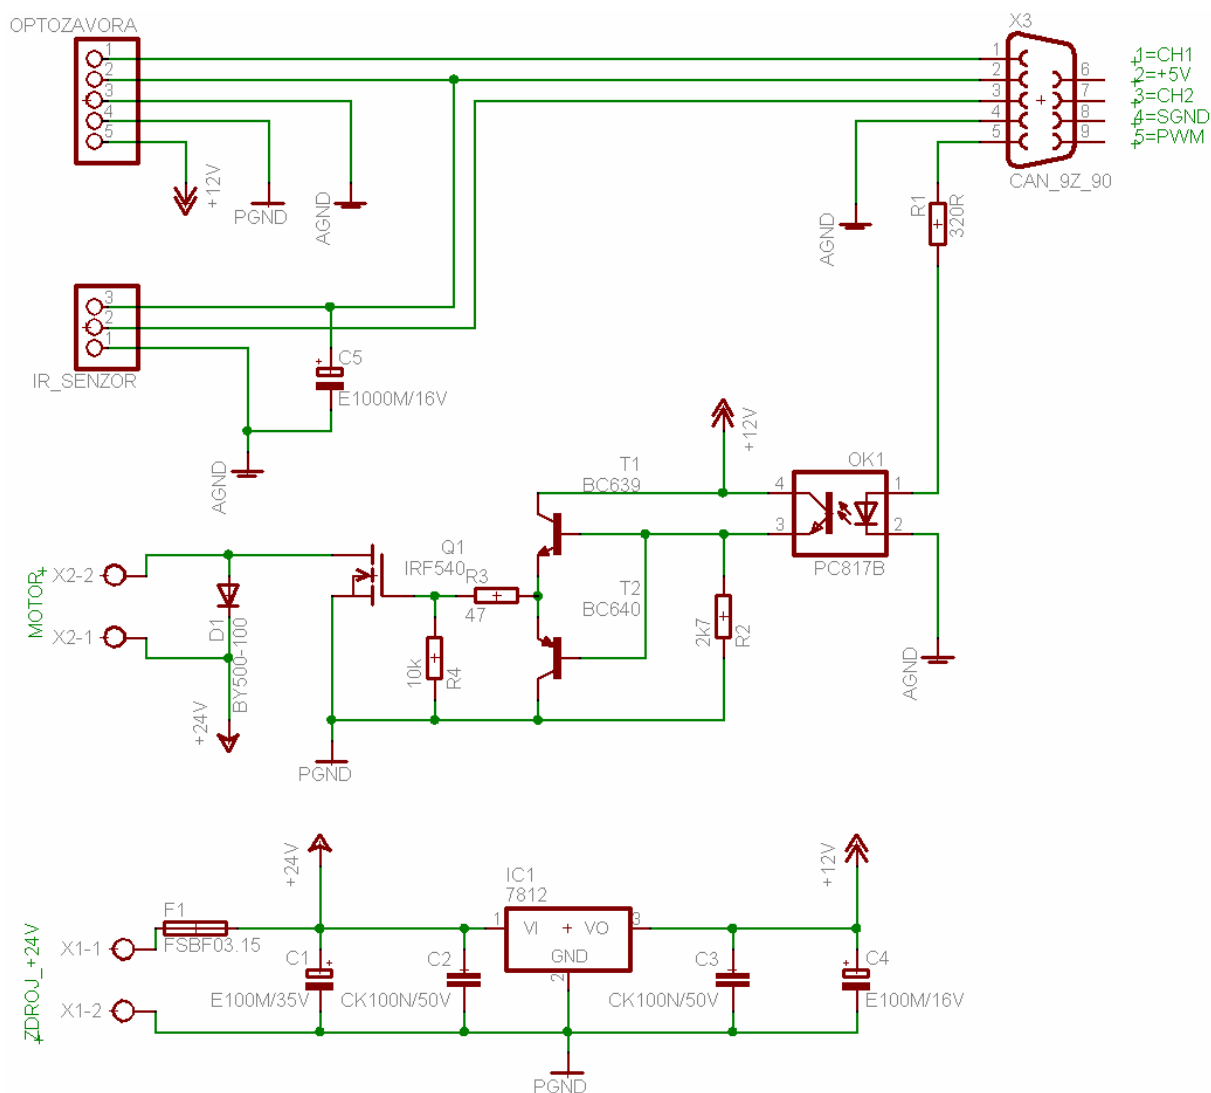 OPTOZAVORA
X3
1
2
3
4
5
1
2
3
4
5
6
7
8
9
1=CH1
2=+5V
3=CH2
4=SGND
5=PWM
CAN_9Z_90
+12V
PGND
AGND
AGND
R1
320R
3
2
1
IR_SENZOR
C5
E1000M/16V
AGND
+12V
T1
BC639
OK1
4
3
1
2
PC817B
Q1
IRF540
R3
47
T2
BC640
2k7
R2
AGND
MOTOR
X2-2
X2-1
D1
BY500-100
+24V
10k
R4
PGND
+24V
+12V
IC1
7812
F1
FSBF03.15
1
VI
VO
3
GND
2
ZDROJ_+24V
X1-1
X1-2
C1
E100M/35V
C2
CK100N/50V
C3
CK100N/50V
C4
E100M/16V
PGND